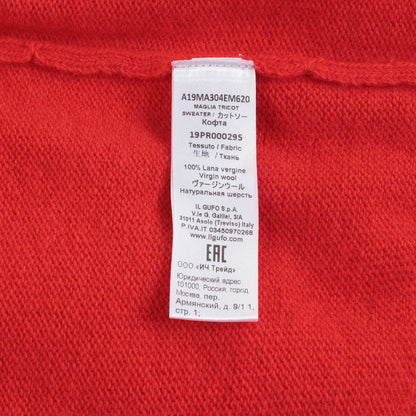 A19MA304EM620
MAGLIA TRICOT
SWEATER / カットソー
Кофта
19PR000295
Tessuto / Fabric
生地 / Ткань
100% Lana vergine
Virgin wool
ヴァージンウール
Натуральная шерсть
IL GUFO S.p.A.
V.le G. Galilei, 3/A
31011 Asolo (Treviso) Italy
P.IVA.IT 03450970268
www.ilgufo.it
EAC
ООО «ИЧ Трейд»
Юридический адрес
101000, Россия, город.
Москва, пер.
Армянский, д. 9/1 1,
стр. 1;